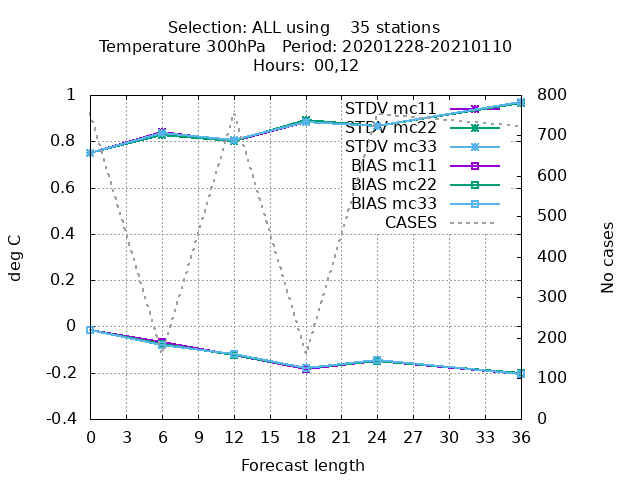 Selection: ALL using    35 stations
Temperature 300hPa   Period: 20201228-20210110
Hours:  00,12
1
0.8
0.6
0.4
0.2
0
-0.2
-0.4
deg C
STDV mc11
STDV mc22
STDV mc33
BIAS mc11
BIAS mc22
BIAS mc33
CASES
800
700
600
500
400
300
200
100
0
No cases
0 3 6 9 12 15 18 21 24 27 30 33 36
Forecast length